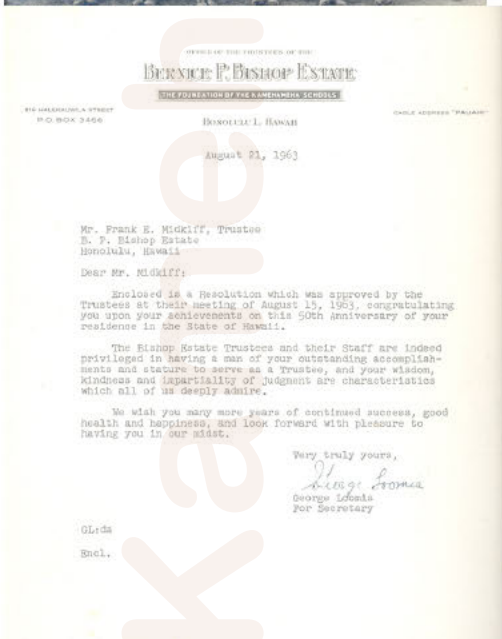 OFFICE OF THE TRUSTEES OF THE
BERNICE P. BISHOP ESTATE
THE FOUNDATION OF THE KAMEHAMEHA SCHOOLS
HONOLULU 1, HAWAII
P.O. BOX 3466
CABLE ADDRESS "PAUAHI"
August 21, 1963
Mr. Frank E. Midkiff, Trustee
B. P. Bishop Estate
Honolulu, Hawaii
Dear Mr. Midkiff:
Enclosed is a Resolution which was approved by the
Trustees at their meeting of August 15, 1963, congratulating
you upon your achievements on this 50th Anniversary of your
residence in the State of Hawaii.
The Bishop Estate Trustees and their Staff are indeed
privileged in having a man of your outstanding accomplish-
ments and stature to serve as a Trustee, and your wisdom,
kindness and impartiality of judgment are characteristics
which all of us deeply admire.
We wish you many more years of continued success, good
health and happiness, and look forward with pleasure to
having you in our midst.
Very truly yours,
George Loomis
George Loomis
For Secretary
GL:da
Encl.